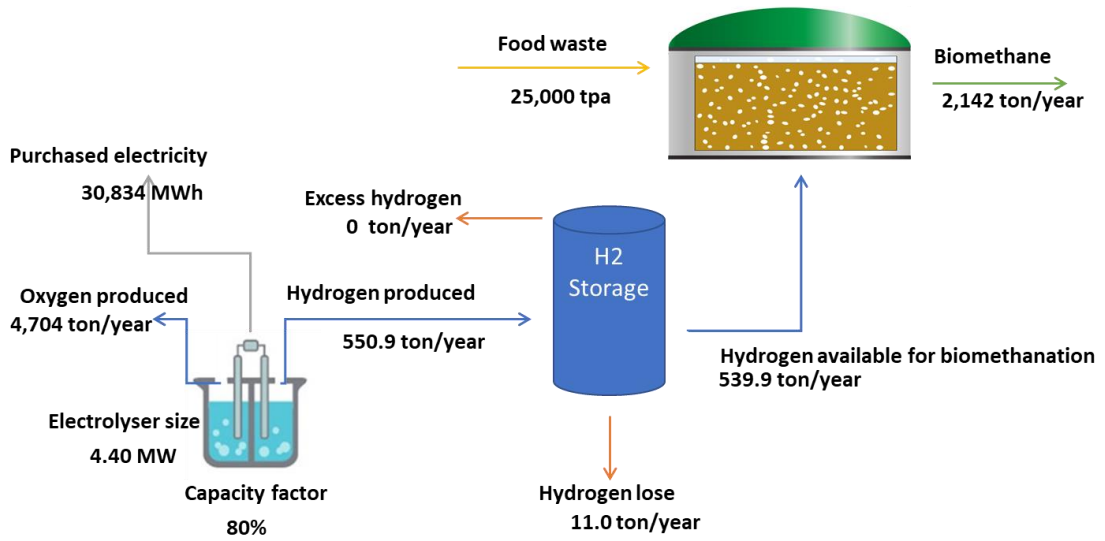 Food waste
25,000 tpa
Biomethane
2,142 ton/year
Purchased electricity
30,834 MWh
Excess hydrogen
0 ton/year
H2
Storage
Oxygen produced
4,704 ton/year
Hydrogen produced
550.9 ton/year
Hydrogen available for biomethanation
539.9 ton/year
Electrolyser size
4.40 MW
Capacity factor
80%
Hydrogen lose
11.0 ton/year